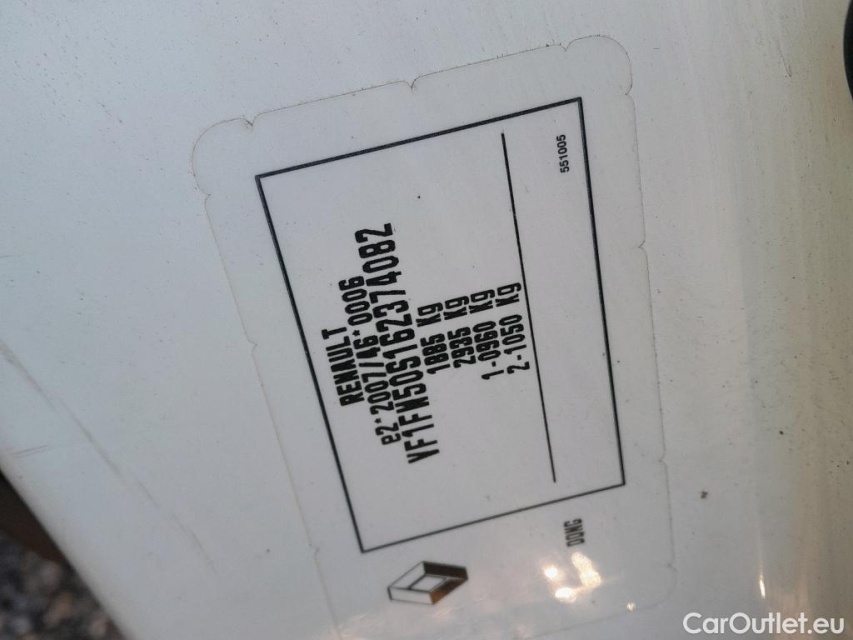 RENAULT
e2*2007/46*0006
VF1FW50S162374082
1885 Kg
2935 Kg
1-0960 Kg
2-1050 Kg
551005
DONG
CarOutlet.eu